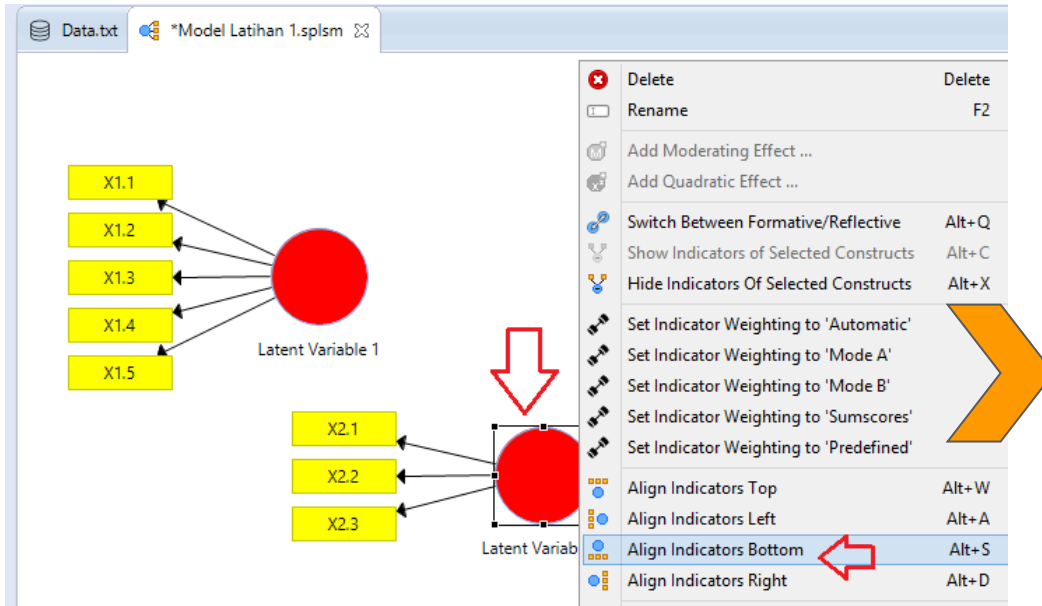 Data.txt
*Model Latihan 1.splsm
X1.1
X1.2
X1.3
X1.4
X1.5
Latent Variable 1
X2.1
X2.2
X2.3
Latent Variab
Delete Delete
Rename F2
Add Moderating Effect ...
Add Quadratic Effect ...
Switch Between Formative/Reflective Alt+Q
Show Indicators of Selected Constructs Alt+C
Hide Indicators Of Selected Constructs Alt+X
Set Indicator Weighting to 'Automatic'
Set Indicator Weighting to 'Mode A'
Set Indicator Weighting to 'Mode B'
Set Indicator Weighting to 'Sumscores'
Set Indicator Weighting to 'Predefined'
Align Indicators Top Alt+W
Align Indicators Left Alt+A
Align Indicators Bottom Alt+S
Align Indicators Right Alt+D